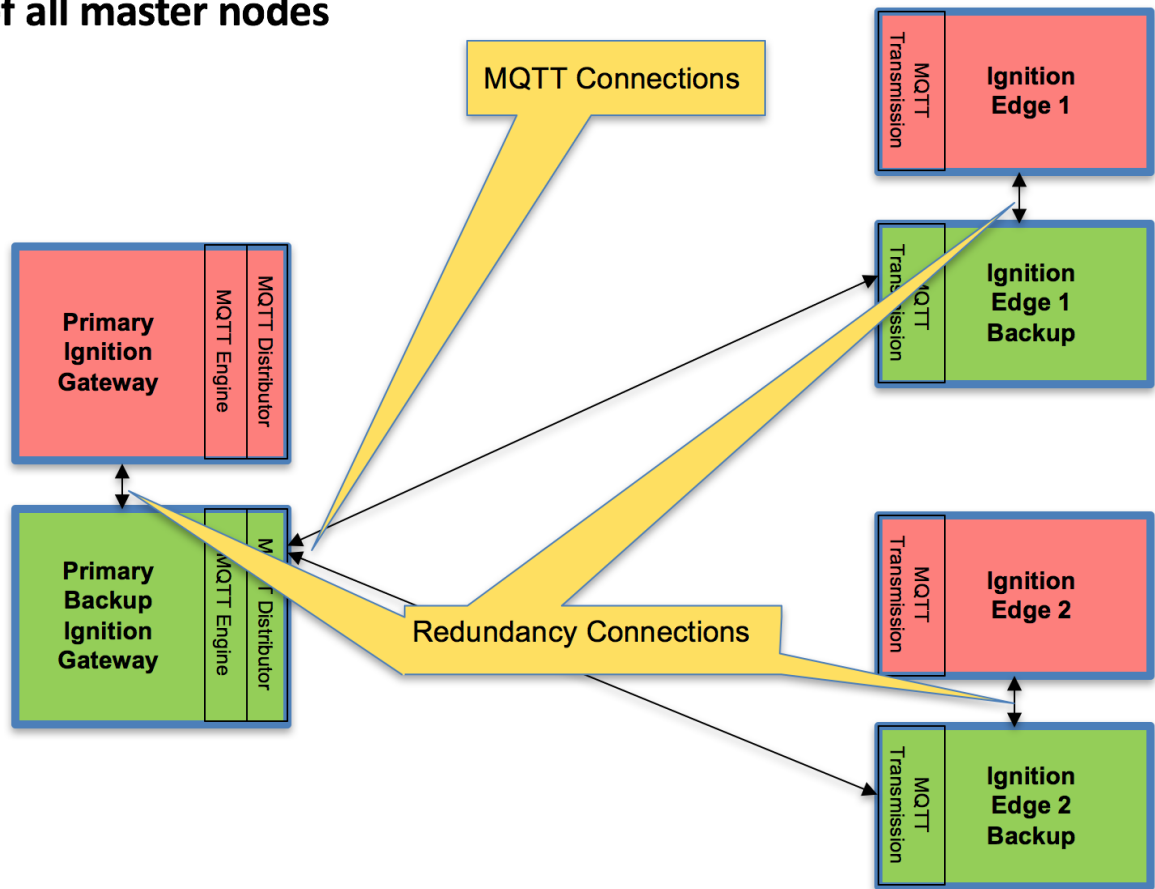 f all master nodes
MQTT Connections
MQTT
Transmission
Ignition
Edge 1
MQTT
Transmission
Ignition
Edge 1
Backup
Primary
Ignition
Gateway
MQTT Engine
MQTT Distributor
Primary
Backup
Ignition
Gateway
MQTT Engine
Distributor
Redundancy Connections
MQTT
Transmission
Ignition
Edge 2
MQTT
Transmission
Ignition
Edge 2
Backup